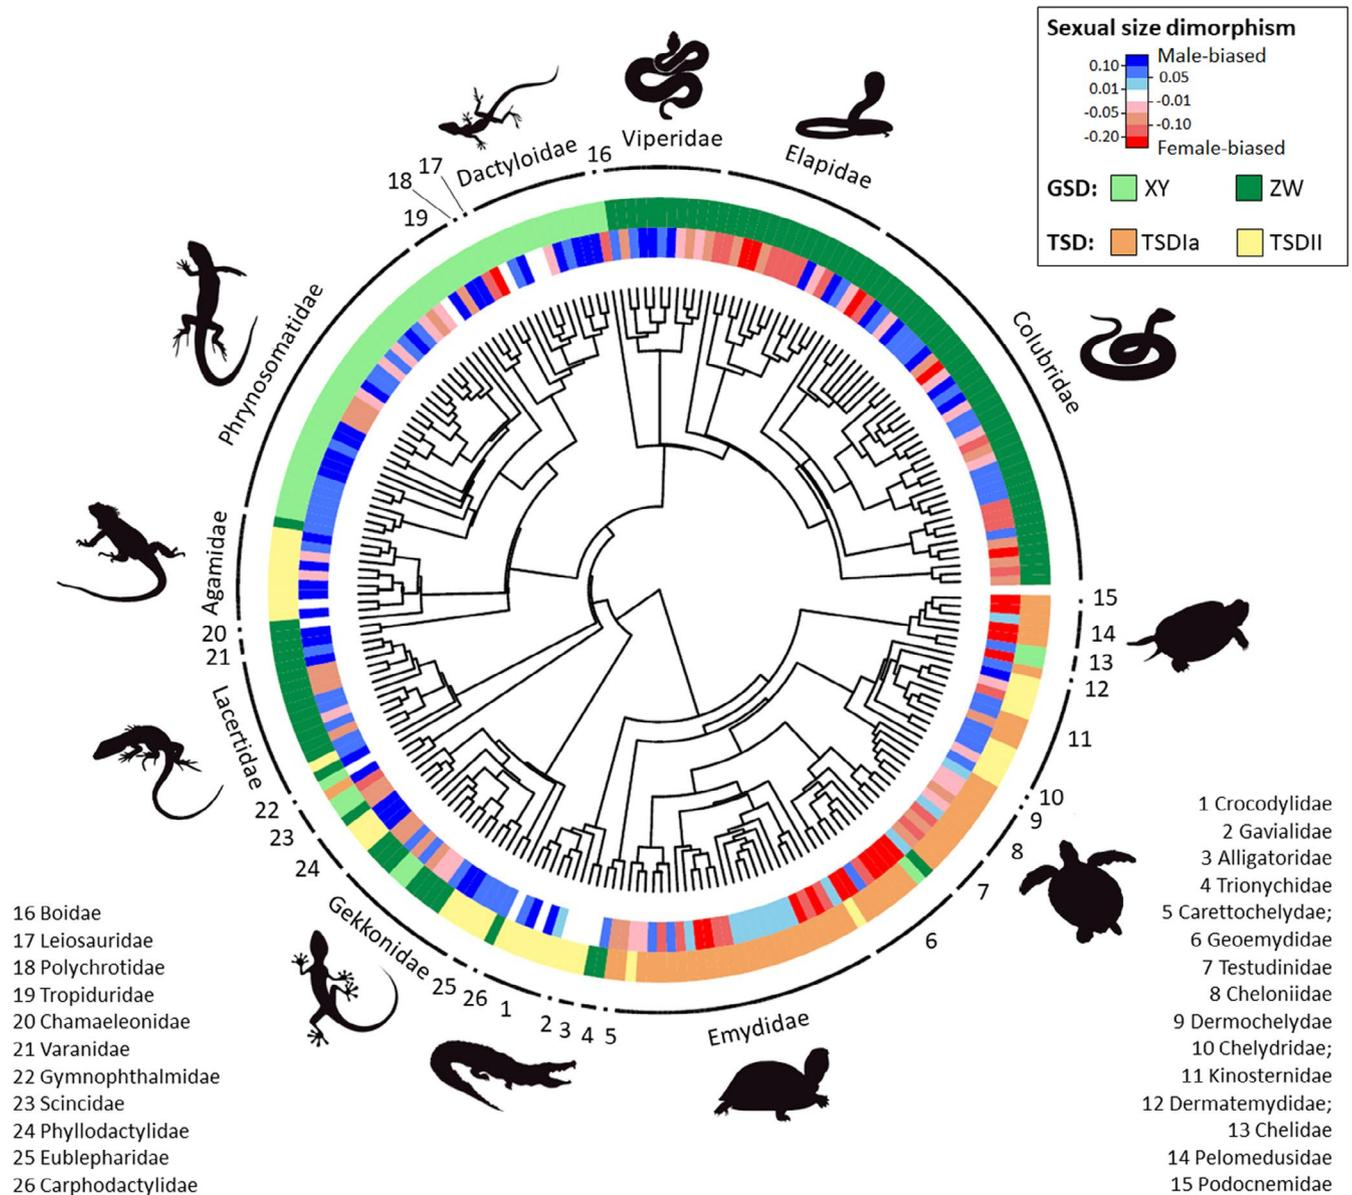 Sexual size dimorphism
Male-biased
0.10
0.05
0.01
-0.01
-0.05
-0.10
-0.20
Female-biased
GSD: XY ZW
TSD: TSDIa TSDII
Viperidae
Elapidae
Colubridae
Dactyloidae
16
17
18
19
Phrynosomatidae
Agamidae
20
21
Lacertidae
22
23
24
Gekkonidae
25
26
1
2
3
4
5
Emydidae
6
7
8
9
10
11
12
13
14
15
16 Boidae
17 Leiosauridae
18 Polychrotidae
19 Tropiduridae
20 Chamaeleonidae
21 Varanidae
22 Gymnophthalmidae
23 Scincidae
24 Phyllodactylidae
25 Eublepharidae
26 Carphodactylidae
1 Crocodylidae
2 Gavialidae
3 Alligatoridae
4 Trionychidae
5 Carettochelydae;
6 Geoemydidae
7 Testudinidae
8 Cheloniidae
9 Dermochelydae
10 Chelydridae;
11 Kinosternidae
12 Dermatemydidae;
13 Chelidae
14 Pelomedusidae
15 Podocnemidae